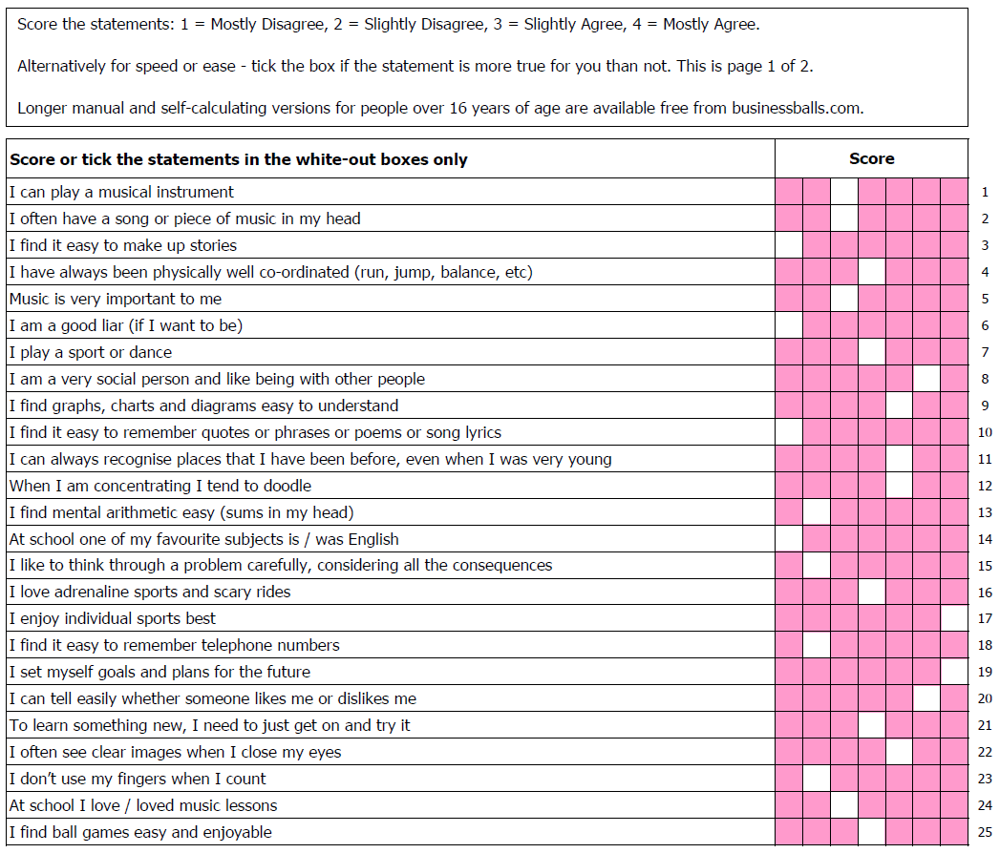 Score the statements: 1 = Mostly Disagree, 2 = Slightly Disagree, 3 = Slightly Agree, 4 = Mostly Agree.
Alternatively for speed or ease - tick the box if the statement is more true for you than not. This is page 1 of 2.
Longer manual and self-calculating versions for people over 16 years of age are available free from businessballs.com.
Score or tick the statements in the white-out boxes only Score
I can play a musical instrument 1
I often have a song or piece of music in my head 2
I find it easy to make up stories 3
I have always been physically well co-ordinated (run, jump, balance, etc) 4
Music is very important to me 5
I am a good liar (if I want to be) 6
I play a sport or dance 7
I am a very social person and like being with other people 8
I find graphs, charts and diagrams easy to understand 9
I find it easy to remember quotes or phrases or poems or song lyrics 10
I can always recognise places that I have been before, even when I was very young 11
When I am concentrating I tend to doodle 12
I find mental arithmetic easy (sums in my head) 13
At school one of my favourite subjects is / was English 14
I like to think through a problem carefully, considering all the consequences 15
I love adrenaline sports and scary rides 16
I enjoy individual sports best 17
I find it easy to remember telephone numbers 18
I set myself goals and plans for the future 19
I can tell easily whether someone likes me or dislikes me 20
To learn something new, I need to just get on and try it 21
I often see clear images when I close my eyes 22
I don’t use my fingers when I count 23
At school I love / loved music lessons 24
I find ball games easy and enjoyable 25